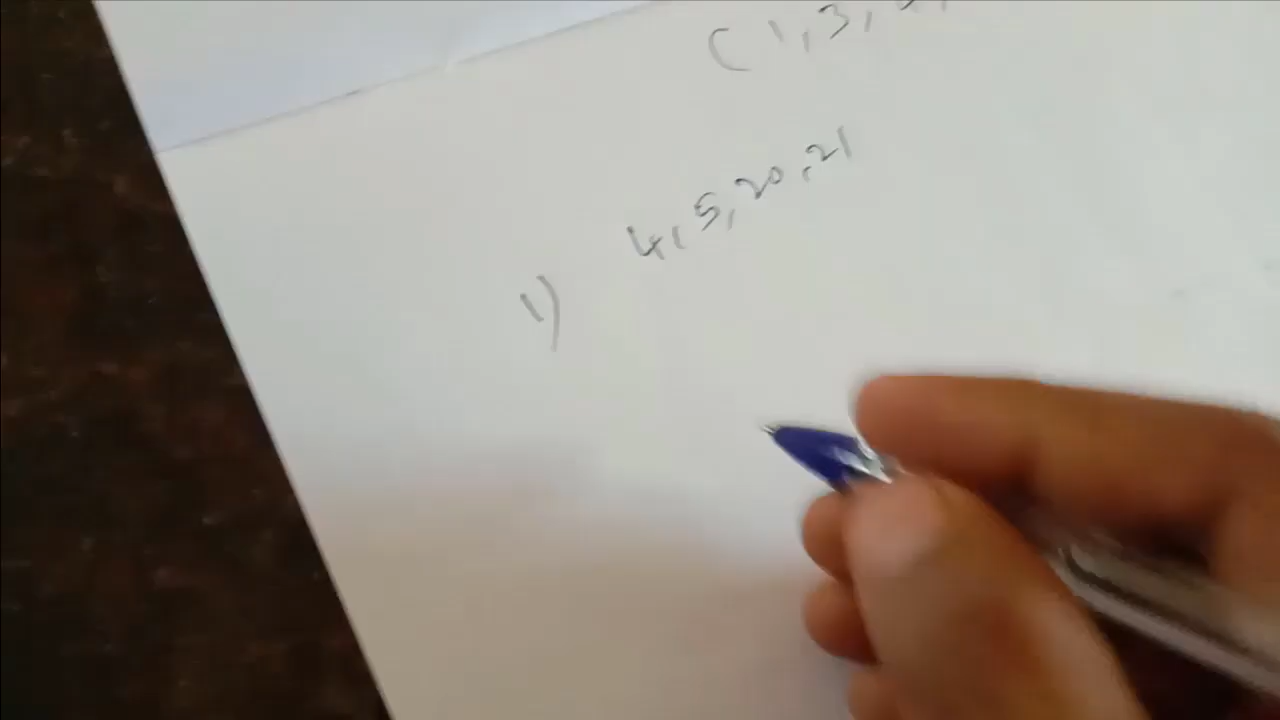 ( 1, 3,
4, 5, 20, 21
1)